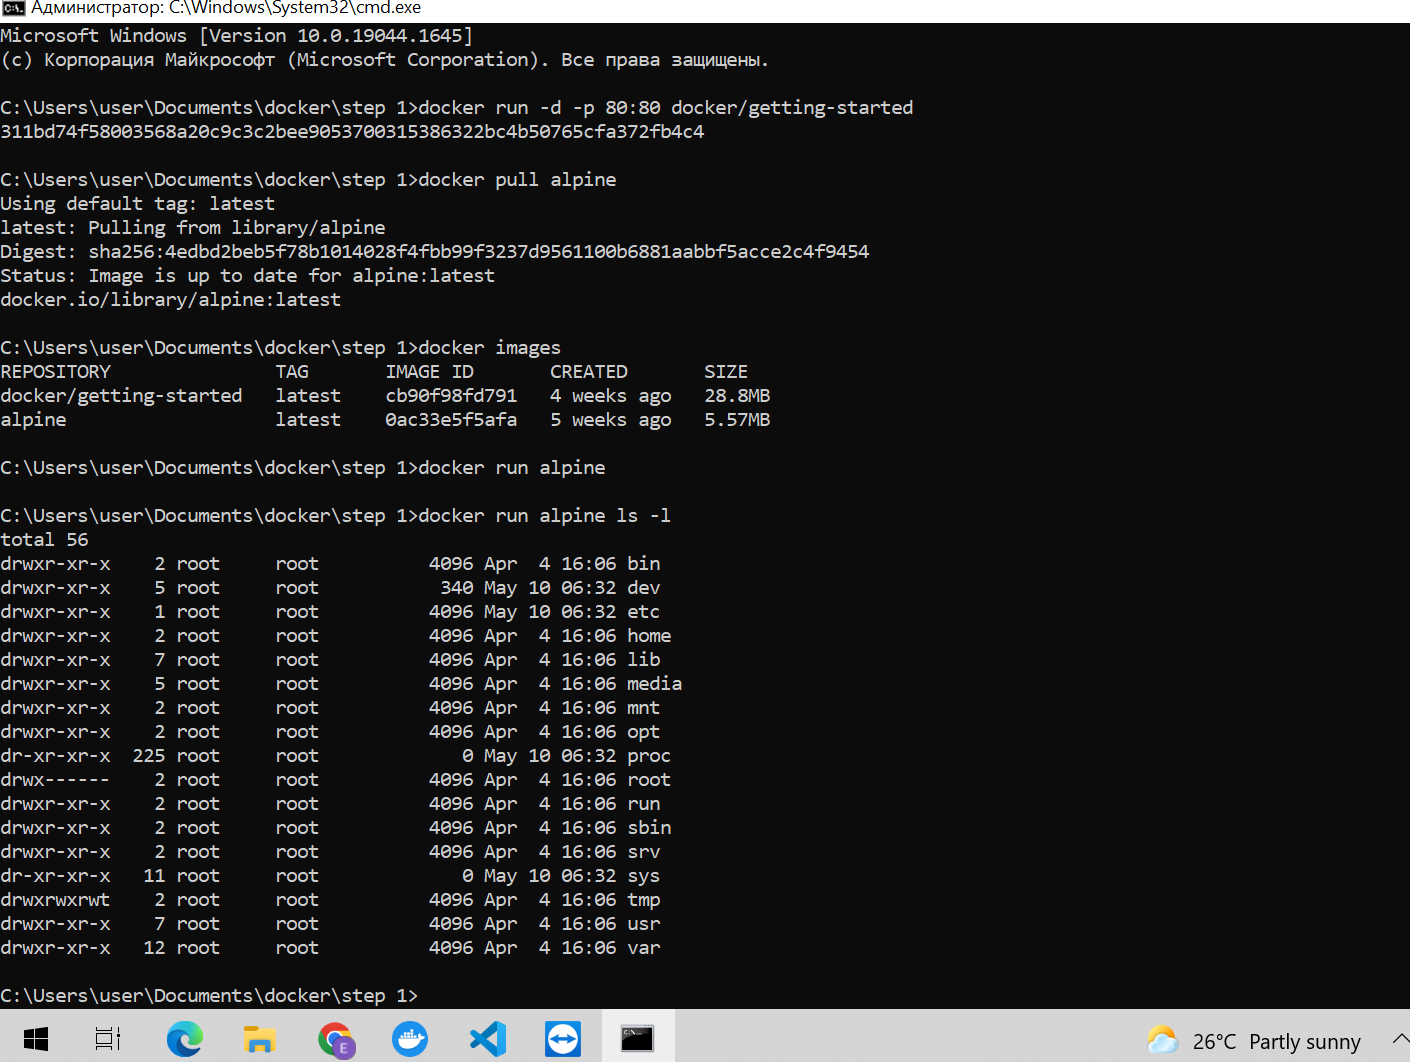 Администратор: C:\Windows\System32\cmd.exe
Microsoft Windows [Version 10.0.19044.1645]
(c) Корпорация Майкрософт (Microsoft Corporation). Все права защищены.
C:\Users\user\Documents\docker\step 1>docker run -d -p 80:80 docker/getting-started
311bd74f58003568a20c9c3c2bee9053700315386322bc4b50765cfa372fb4c4
C:\Users\user\Documents\docker\step 1>docker pull alpine
Using default tag: latest
latest: Pulling from library/alpine
Digest: sha256:4edbd2beb5f78b1014028f4fbb99f3237d9561100b6881aabbf5acce2c4f9454
Status: Image is up to date for alpine:latest
docker.io/library/alpine:latest
C:\Users\user\Documents\docker\step 1>docker images
REPOSITORY               TAG       IMAGE ID       CREATED       SIZE
docker/getting-started   latest    cb90f98fd791   4 weeks ago   28.8MB
alpine                   latest    0ac33e5f5afa   5 weeks ago   5.57MB
C:\Users\user\Documents\docker\step 1>docker run alpine
C:\Users\user\Documents\docker\step 1>docker run alpine ls -l
total 56
drwxr-xr-x    2 root     root          4096 Apr  4 16:06 bin
drwxr-xr-x    5 root     root           340 May 10 06:32 dev
drwxr-xr-x    1 root     root          4096 May 10 06:32 etc
drwxr-xr-x    2 root     root          4096 Apr  4 16:06 home
drwxr-xr-x    7 root     root          4096 Apr  4 16:06 lib
drwxr-xr-x    5 root     root          4096 Apr  4 16:06 media
drwxr-xr-x    2 root     root          4096 Apr  4 16:06 mnt
drwxr-xr-x    2 root     root          4096 Apr  4 16:06 opt
dr-xr-xr-x  225 root     root             0 May 10 06:32 proc
drwx------    2 root     root          4096 Apr  4 16:06 root
drwxr-xr-x    2 root     root          4096 Apr  4 16:06 run
drwxr-xr-x    2 root     root          4096 Apr  4 16:06 sbin
drwxr-xr-x    2 root     root          4096 Apr  4 16:06 srv
dr-xr-xr-x   11 root     root             0 May 10 06:32 sys
drwxrwxrwt    2 root     root          4096 Apr  4 16:06 tmp
drwxr-xr-x    7 root     root          4096 Apr  4 16:06 usr
drwxr-xr-x   12 root     root          4096 Apr  4 16:06 var
C:\Users\user\Documents\docker\step 1>
E
26°C Partly sunny